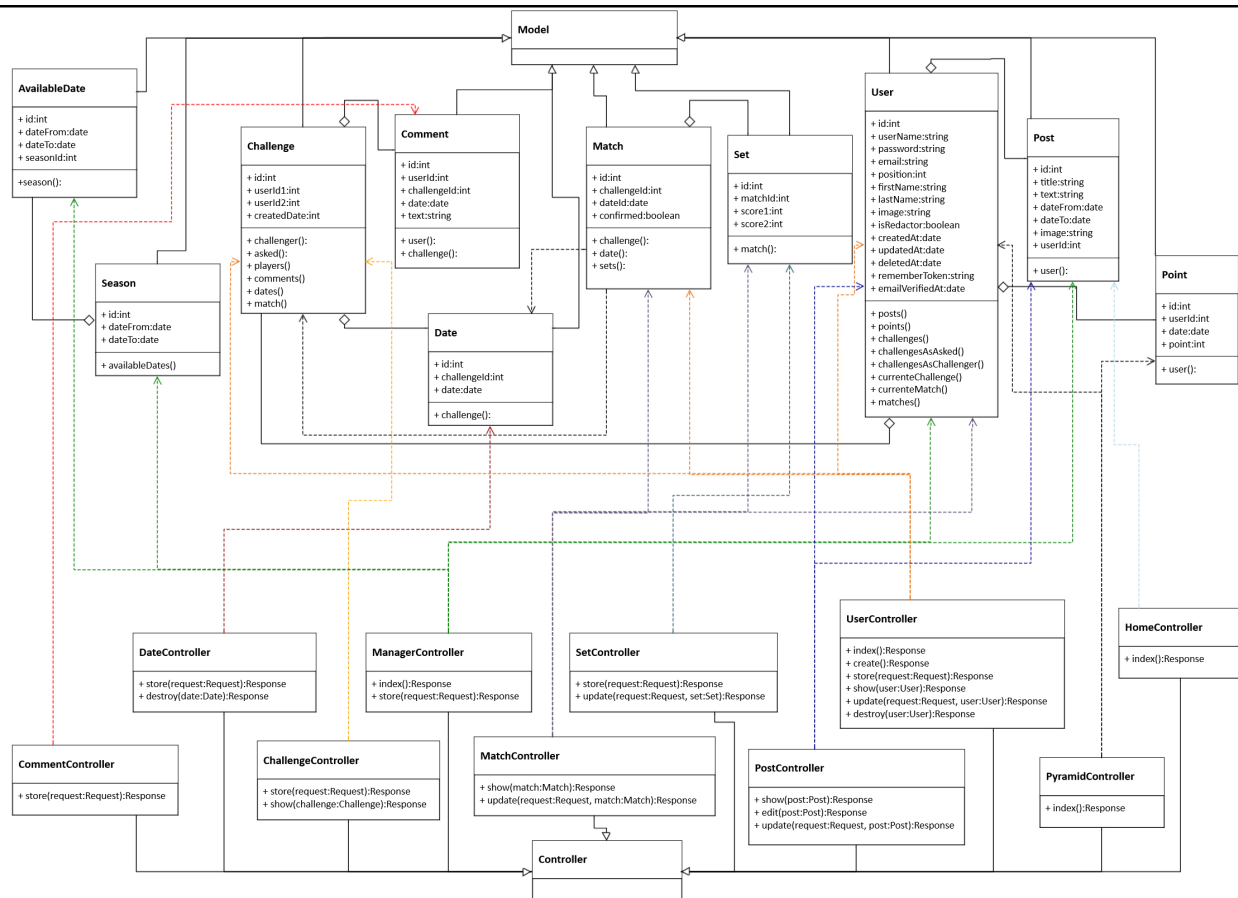 Model
AvailableDate
+ id:int
+ dateFrom:date
+ dateTo:date
+ seasonId:int
+season():
Challenge
+ id:int
+ userId1:int
+ userId2:int
+ createdDate:int
+ challenger():
+ asked():
+ players()
+ comments()
+ dates()
+ match()
Comment
+ id:int
+ userId:int
+ challengeId:int
+ date:date
+ text:string
+ user():
+ challenge():
Match
+ id:int
+ challengeId:int
+ dateId:date
+ confirmed:boolean
+ challenge():
+ date():
+ sets():
Set
+ id:int
+ matchId:int
+ score1:int
+ score2:int
+ match():
User
+ id:int
+ userName:string
+ password:string
+ email:string
+ position:int
+ firstName:string
+ lastName:string
+ image:string
+ isRedactor:boolean
+ createdAt:date
+ updatedAt:date
+ deletedAt:date
+ rememberToken:string
+ emailVerifiedAt:date
+ posts()
+ points()
+ challenges()
+ challengesAsAsked()
+ challengesAsChallenger()
+ currenteChallenge()
+ currenteMatch()
+ matches()
Post
+ id:int
+ title:string
+ text:string
+ dateFrom:date
+ dateTo:date
+ image:string
+ userId:int
+ user():
Point
+ id:int
+ userId:int
+ date:date
+ point:int
+ user():
Season
+ id:int
+ dateFrom:date
+ dateTo:date
+ availableDates()
Date
+ id:int
+ challengeId:int
+ date:date
+ challenge():
DateController
+ store(request:Request):Response
+ destroy(date:Date):Response
ManagerController
+ index():Response
+ store(request:Request):Response
SetController
+ store(request:Request):Response
+ update(request:Request, set:Set):Response
UserController
+ index():Response
+ create():Response
+ store(request:Request):Response
+ show(user:User):Response
+ update(request:Request, user:User):Response
+ destroy(user:User):Response
HomeController
+ index():Response
CommentController
+ store(request:Request):Response
ChallengeController
+ store(request:Request):Response
+ show(challenge:Challenge):Response
MatchController
+ show(match:Match):Response
+ update(request:Request, match:Match):Response
PostController
+ show(post:Post):Response
+ edit(post:Post):Response
+ update(request:Request, post:Post):Response
PyramidController
+ index():Response
Controller